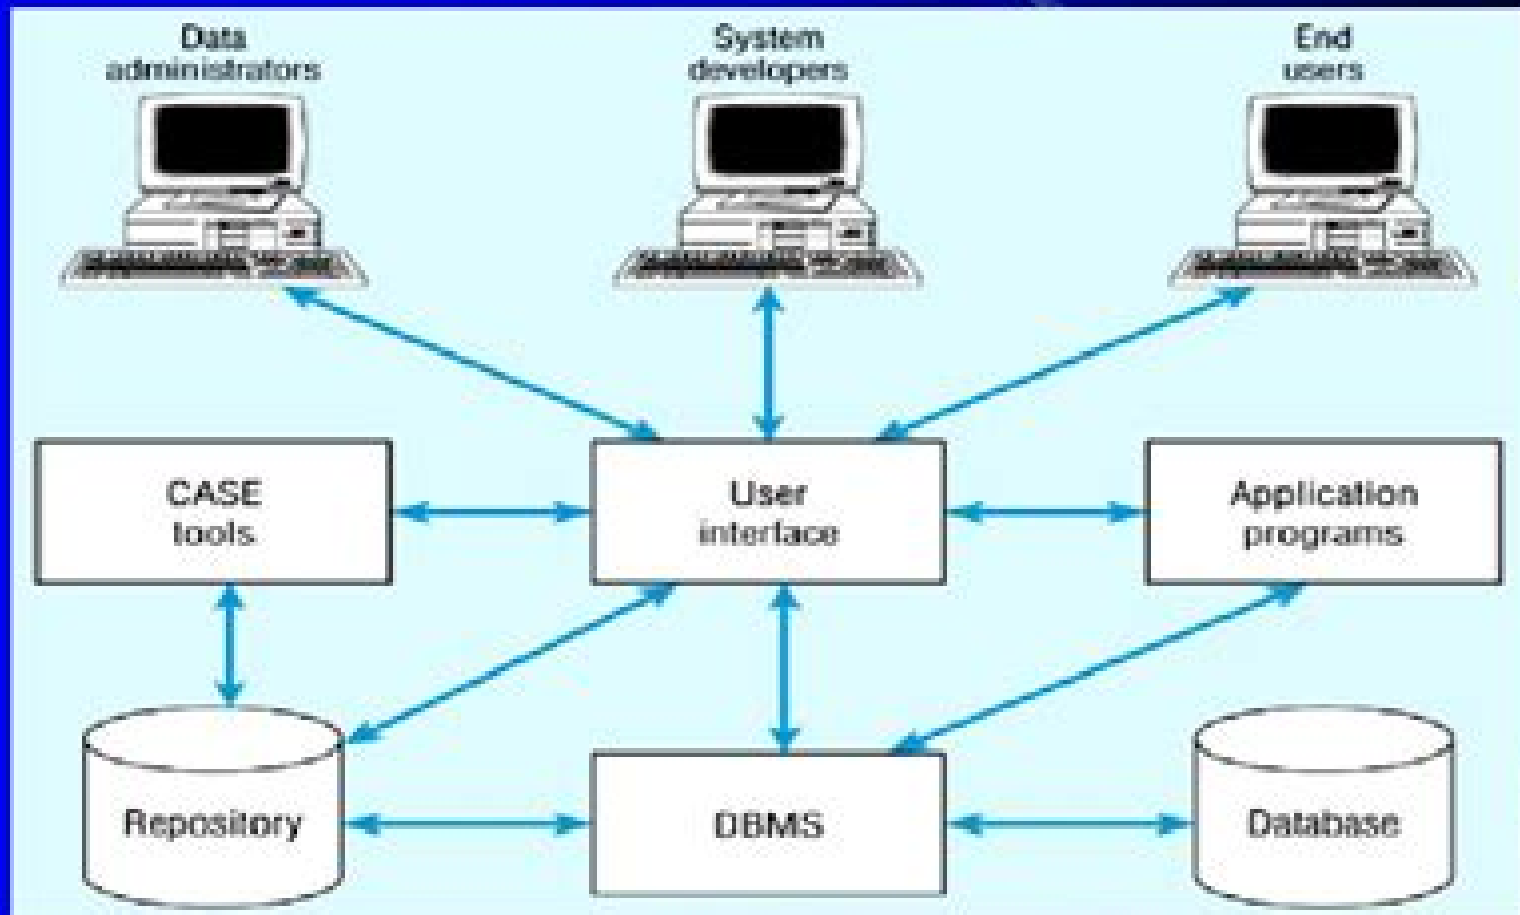 Data
administrators
System
developers
End
users
CASE
tools
User
interface
Application
programs
Repository
DBMS
Database